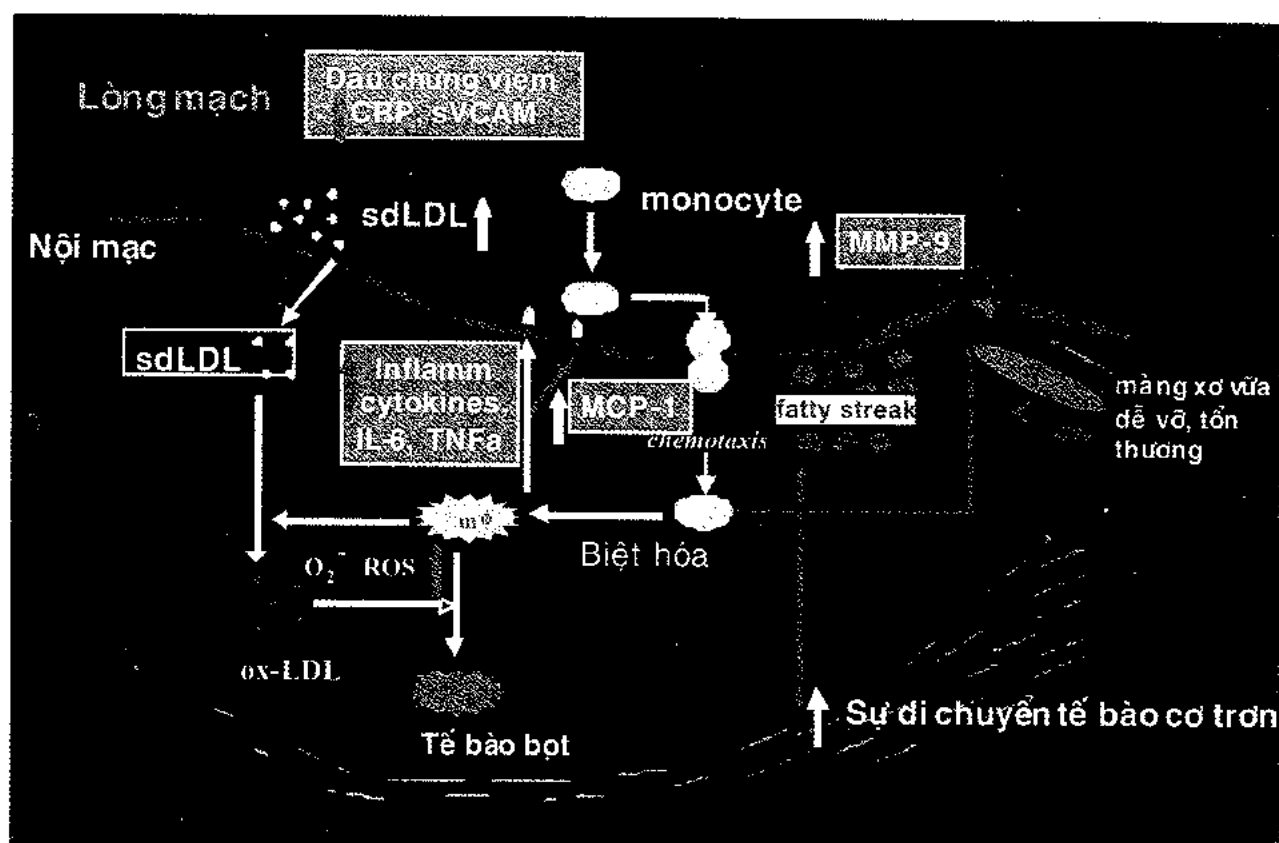 Lòng mạch
Dấu chứng viêm
CRP, sVCAM
sdLDL
monocyte
MMP-9
Nội mạc
sdLDL
Inflamm
cytokines
IL-6, TNFa
MCP-1
chemotaxis
fatty streak
mảng xơ vữa
dễ vỡ, tổn
thương
mΦ
Biệt hóa
O₂⁻ ROS
ox-LDL
Tế bào bọt
Sự di chuyển tế bào cơ trơn